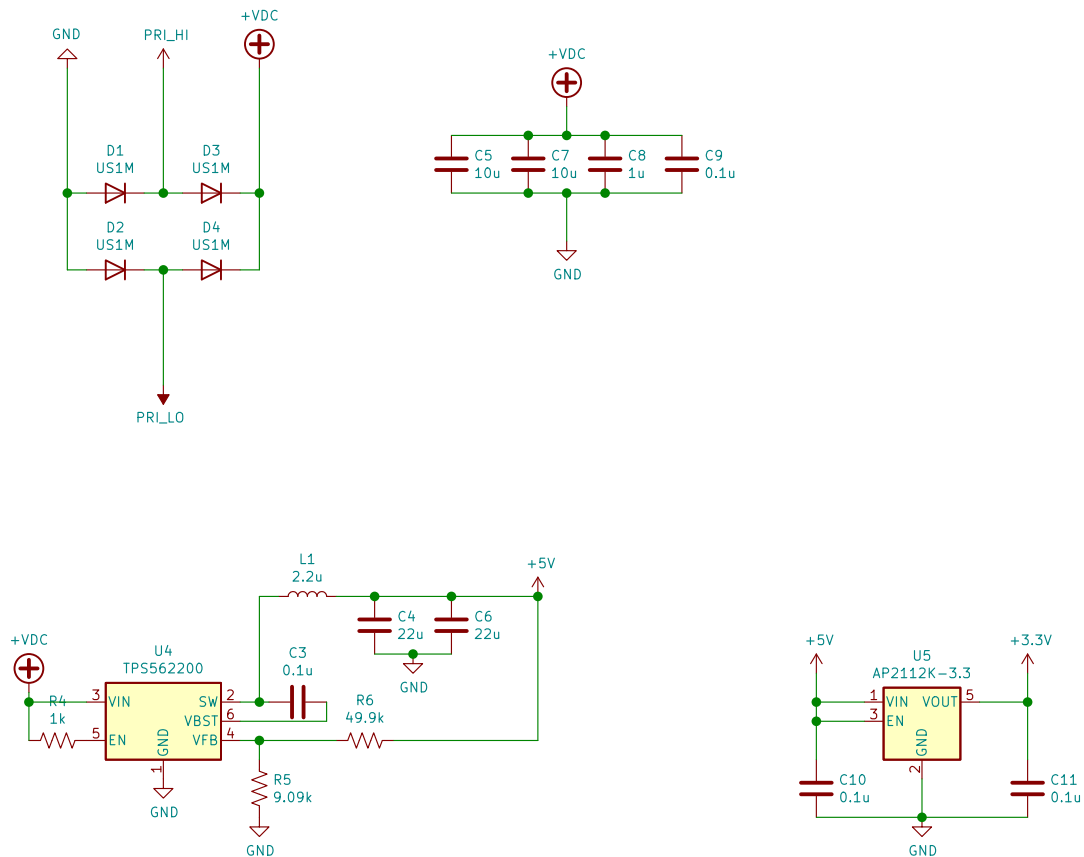 +VDC
GND
PRI_HI
D1
US1M
D3
US1M
D2
US1M
D4
US1M
PRI_LO
+VDC
C5
10u
C7
10u
C8
1u
C9
0.1u
GND
L1
2.2u
+5V
C4
22u
C6
22u
GND
+VDC
U4
TPS562200
C3
0.1u
R4
1k
3
VIN
SW
2
VBST
6
5
EN
VFB
4
GND
1
GND
R6
49.9k
R5
9.09k
GND
+5V
U5
AP2112K-3.3
+3.3V
1
VIN
VOUT
5
3
EN
GND
2
C10
0.1u
C11
0.1u
GND